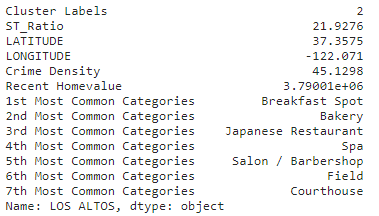 Cluster Labels 2
ST_Ratio 21.9276
LATITUDE 37.3575
LONGITUDE -122.071
Crime Density 45.1298
Recent Homevalue 3.79001e+06
1st Most Common Categories Breakfast Spot
2nd Most Common Categories Bakery
3rd Most Common Categories Japanese Restaurant
4th Most Common Categories Spa
5th Most Common Categories Salon / Barbershop
6th Most Common Categories Field
7th Most Common Categories Courthouse
Name: LOS ALTOS, dtype: object